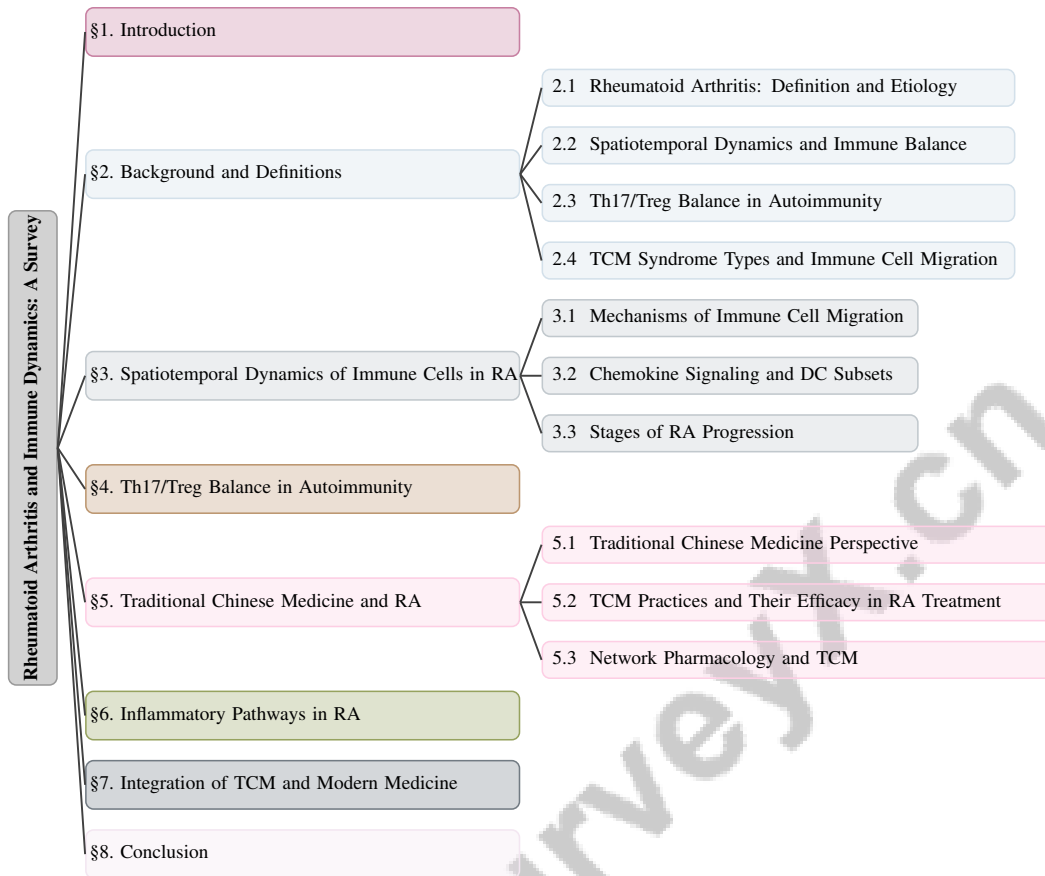 Rheumatoid Arthritis and Immune Dynamics: A Survey
§1. Introduction
§2. Background and Definitions
2.1 Rheumatoid Arthritis: Definition and Etiology
2.2 Spatiotemporal Dynamics and Immune Balance
2.3 Th17/Treg Balance in Autoimmunity
2.4 TCM Syndrome Types and Immune Cell Migration
§3. Spatiotemporal Dynamics of Immune Cells in RA
3.1 Mechanisms of Immune Cell Migration
3.2 Chemokine Signaling and DC Subsets
3.3 Stages of RA Progression
§4. Th17/Treg Balance in Autoimmunity
§5. Traditional Chinese Medicine and RA
5.1 Traditional Chinese Medicine Perspective
5.2 TCM Practices and Their Efficacy in RA Treatment
5.3 Network Pharmacology and TCM
§6. Inflammatory Pathways in RA
§7. Integration of TCM and Modern Medicine
§8. Conclusion
urveyx.cn